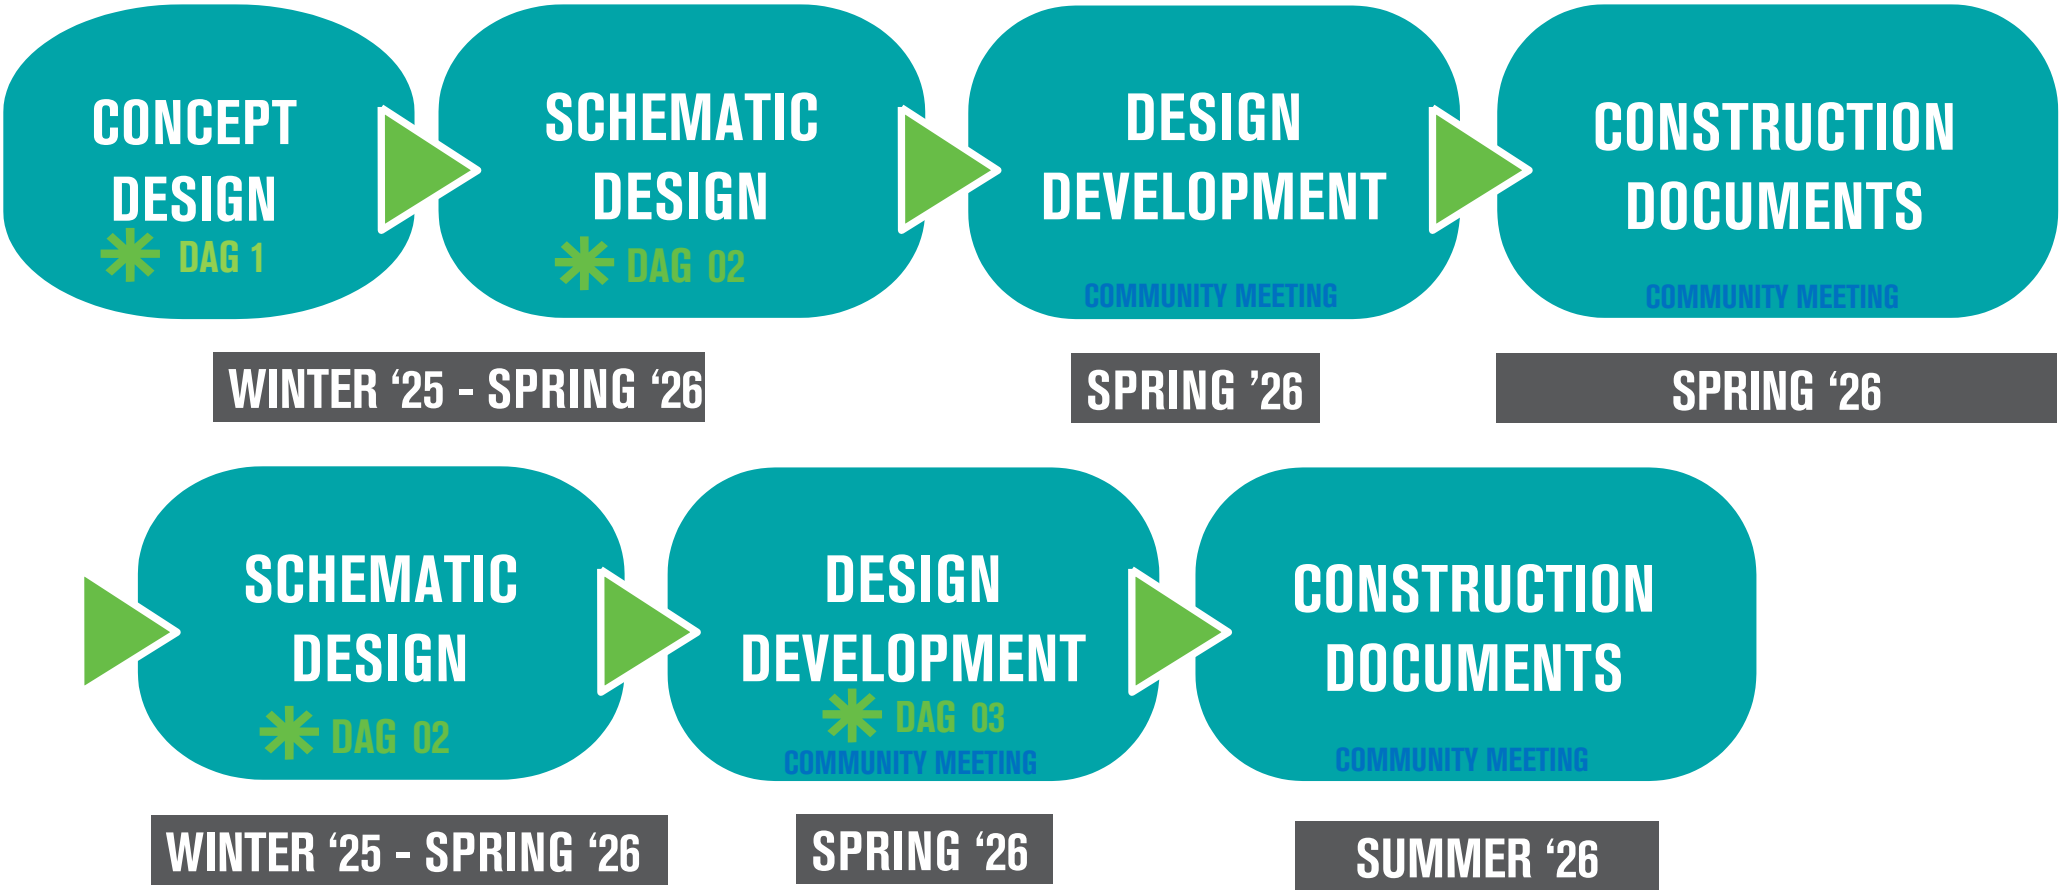 CONCEPT
DESIGN
DAG 1
SCHEMATIC
DESIGN
DAG 02
DESIGN
DEVELOPMENT
COMMUNITY MEETING
CONSTRUCTION
DOCUMENTS
COMMUNITY MEETING
WINTER ‘25 - SPRING ‘26
SPRING ’26
SPRING ‘26
SCHEMATIC
DESIGN
DAG 02
DESIGN
DEVELOPMENT
DAG 03
COMMUNITY MEETING
CONSTRUCTION
DOCUMENTS
COMMUNITY MEETING
WINTER ‘25 - SPRING ‘26
SPRING ‘26
SUMMER ‘26